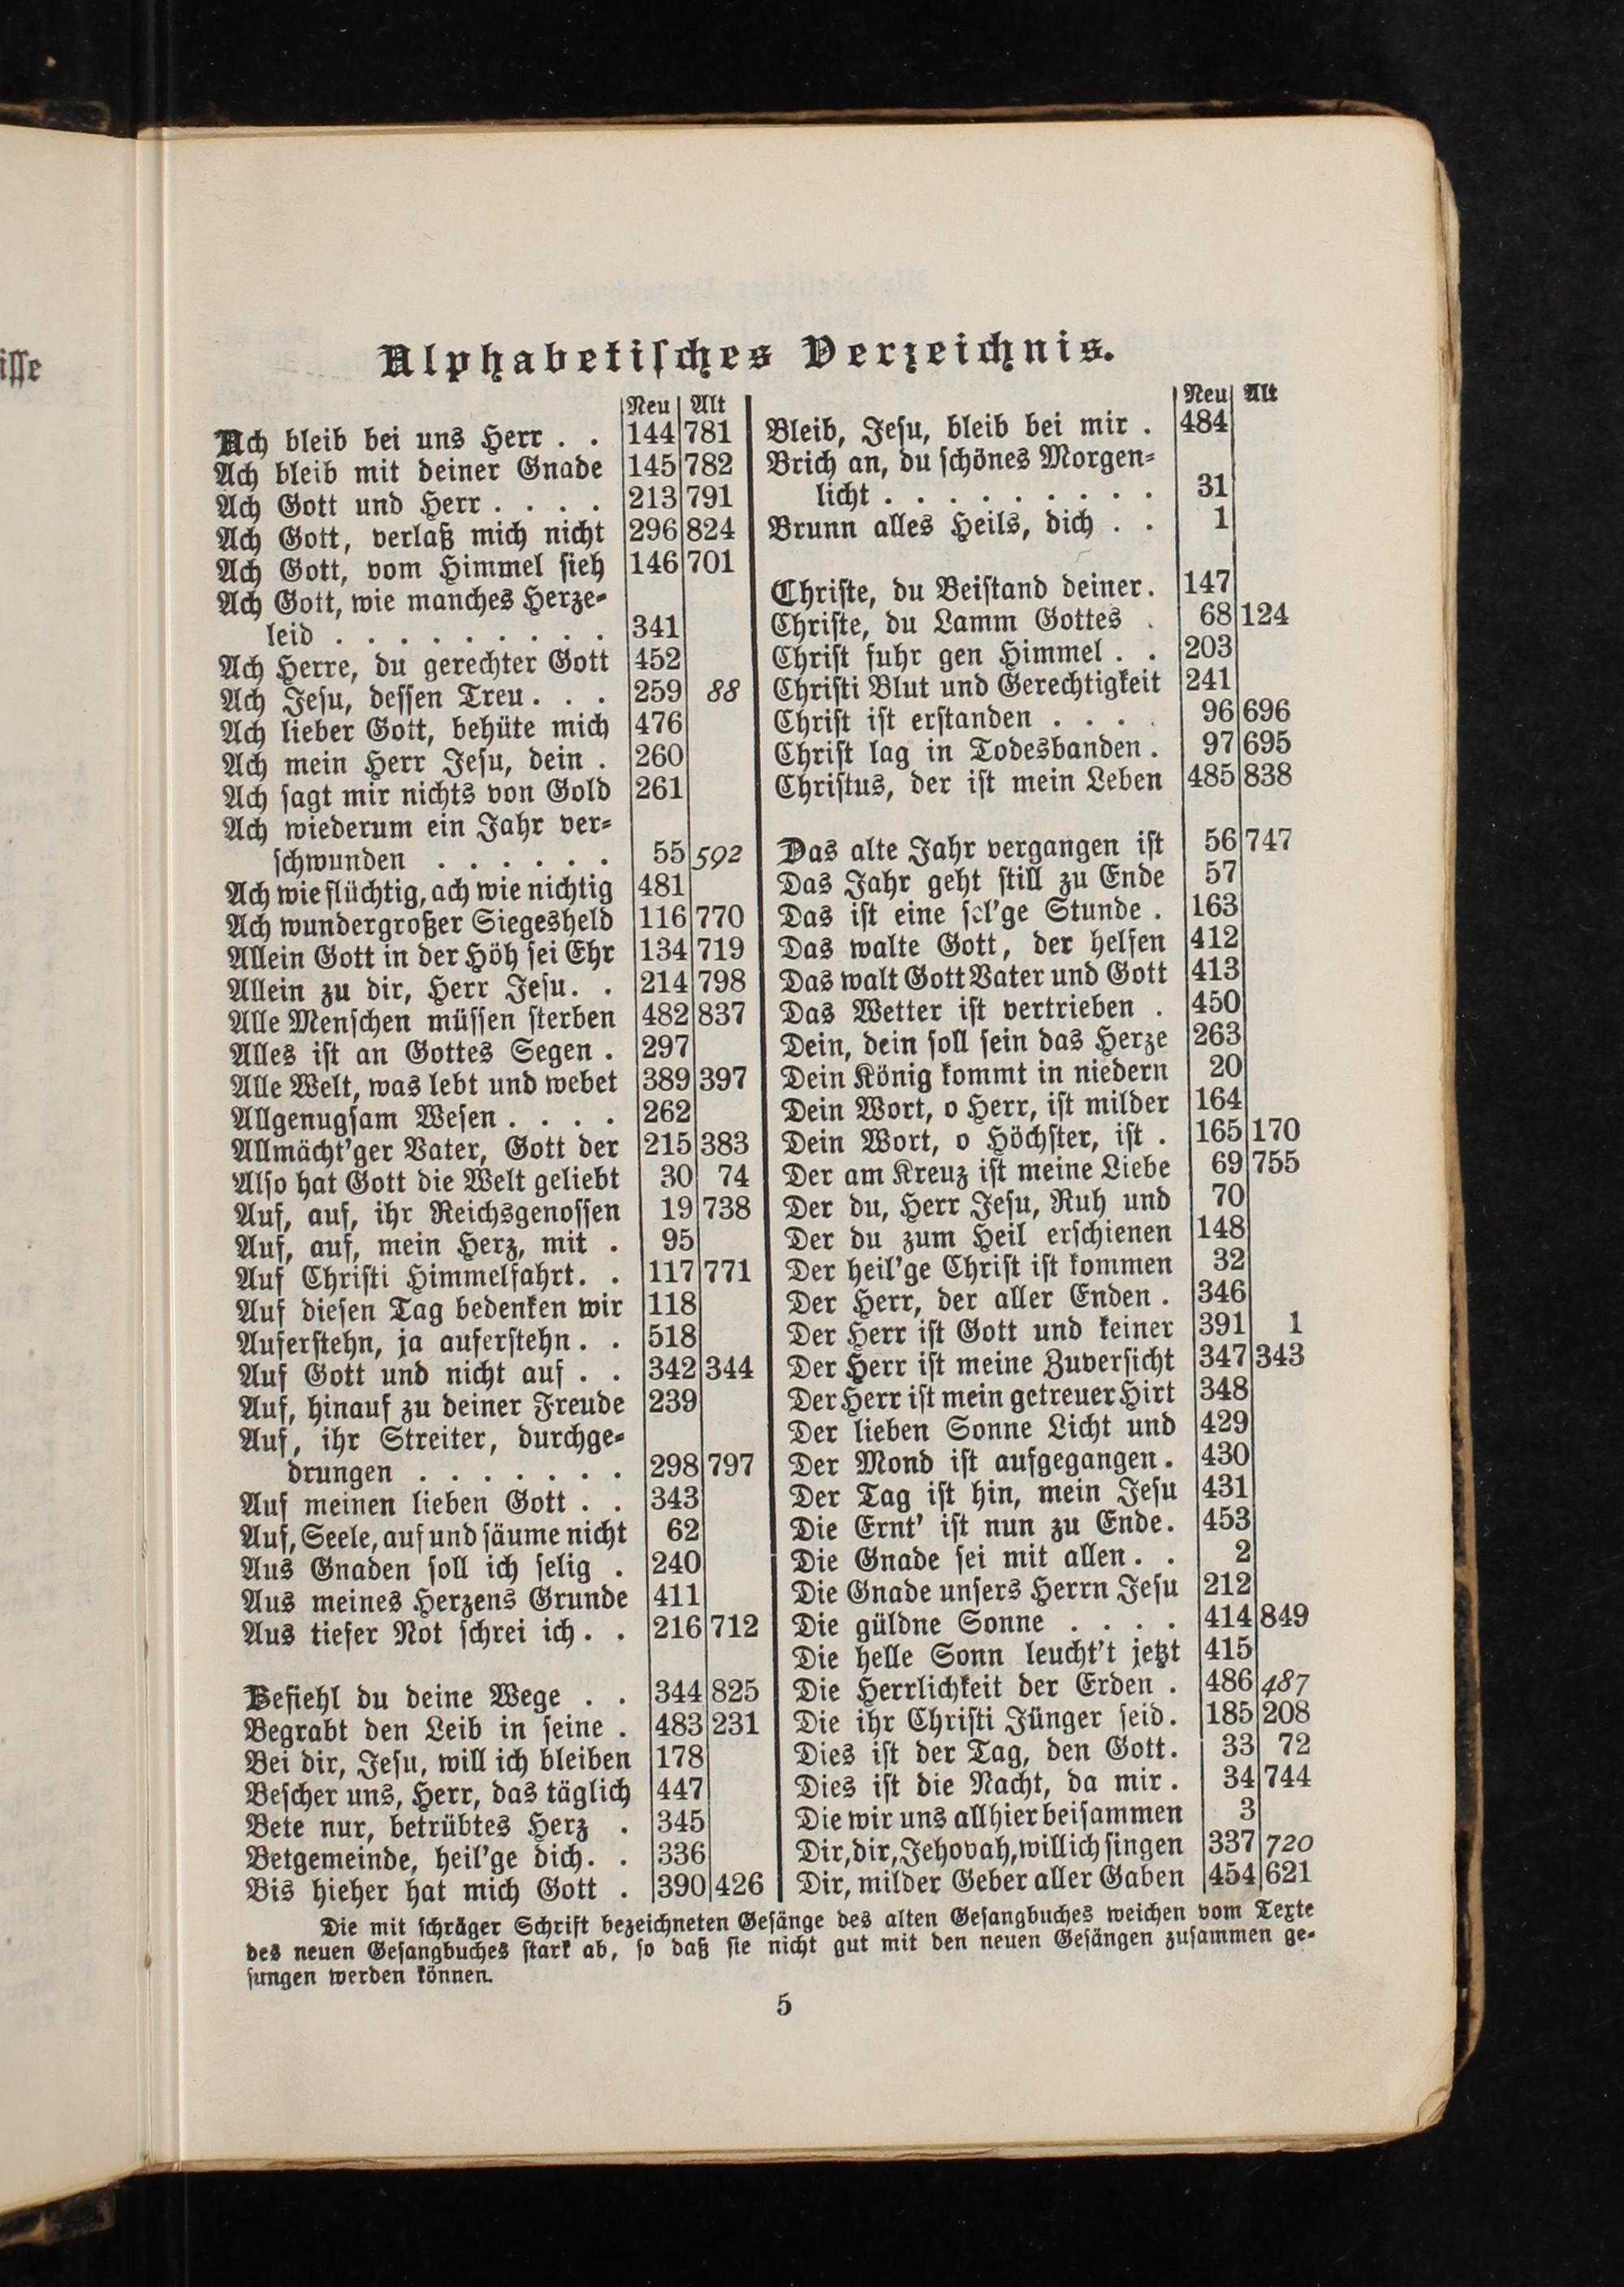 isse
Alphabetisches Verzeichnis.
Neu Alt
Ach bleib bei uns Herr . . 144 781
Ach bleib mit deiner Gnade 145 782
Ach Gott und Herr . . . . 213 791
Ach Gott, verlaß mich nicht 296 824
Ach Gott, vom Himmel sieh 146 701
Ach Gott, wie manches Herze-
leid . . . . . . . . . 341
Ach Herre, du gerechter Gott 452
Ach Jesu, dessen Treu . . . 259 88
Ach lieber Gott, behüte mich 476
Ach mein Herr Jesu, dein . 260
Ach sagt mir nichts von Gold 261
Ach wiederum ein Jahr ver-
schwunden . . . . . . 55 592
Ach wie flüchtig, ach wie nichtig 481
Ach wundergroßer Siegesheld 116 770
Allein Gott in der Höh sei Ehr 134 719
Allein zu dir, Herr Jesu. . 214 798
Alle Menschen müssen sterben 482 837
Alles ist an Gottes Segen . 297
Alle Welt, was lebt und webet 389 397
Allgenugsam Wesen . . . . 262
Allmächt'ger Vater, Gott der 215 383
Also hat Gott die Welt geliebt 30 74
Auf, auf, ihr Reichsgenossen 19 738
Auf, auf, mein Herz, mit . 95
Auf Christi Himmelfahrt. . 117 771
Auf diesen Tag bedenken wir 118
Auferstehn, ja auferstehn . . 518
Auf Gott und nicht auf . . 342 344
Auf, hinauf zu deiner Freude 239
Auf, ihr Streiter, durchge-
drungen . . . . . . . 298 797
Auf meinen lieben Gott . . 343
Auf, Seele, auf und säume nicht 62
Aus Gnaden soll ich selig . 240
Aus meines Herzens Grunde 411
Aus tiefer Not schrei ich . . 216 712
Befiehl du deine Wege . . 344 825
Begrabt den Leib in seine . 483 231
Bei dir, Jesu, will ich bleiben 178
Bescher uns, Herr, das täglich 447
Bete nur, betrübtes Herz . 345
Betgemeinde, heil'ge dich. . 336
Bis hieher hat mich Gott . 390 426
Neu Alt
Bleib, Jesu, bleib bei mir . 484
Brich an, du schönes Morgen-
licht . . . . . . . . . 31
Brunn alles Heils, dich . . 1
Christe, du Beistand deiner. 147
Christe, du Lamm Gottes . 68 124
Christ fuhr gen Himmel . . 203
Christi Blut und Gerechtigkeit 241
Christ ist erstanden . . . . 96 696
Christ lag in Todesbanden . 97 695
Christus, der ist mein Leben 485 838
Das alte Jahr vergangen ist 56 747
Das Jahr geht still zu Ende 57
Das ist eine sel'ge Stunde . 163
Das walte Gott, der helfen 412
Das walt Gott Vater und Gott 413
Das Wetter ist vertrieben . 450
Dein, dein soll sein das Herze 263
Dein König kommt in niedern 20
Dein Wort, o Herr, ist milder 164
Dein Wort, o Höchster, ist . 165 170
Der am Kreuz ist meine Liebe 69 755
Der du, Herr Jesu, Ruh und 70
Der du zum Heil erschienen 148
Der heil'ge Christ ist kommen 32
Der Herr, der aller Enden . 346
Der Herr ist Gott und keiner 391 1
Der Herr ist meine Zuversicht 347 343
Der Herr ist mein getreuer Hirt 348
Der lieben Sonne Licht und 429
Der Mond ist aufgegangen . 430
Der Tag ist hin, mein Jesu 431
Die Ernt' ist nun zu Ende. 453
Die Gnade sei mit allen. . 2
Die Gnade unsers Herrn Jesu 212
Die güldne Sonne . . . . 414 849
Die helle Sonn leucht't jetzt 415
Die Herrlichkeit der Erden . 486 487
Die ihr Christi Jünger seid. 185 208
Dies ist der Tag, den Gott. 33 72
Dies ist die Nacht, da mir . 34 744
Die wir uns allhier beisammen 3
Dir, dir, Jehovah, will ich singen 337 720
Dir, milder Geber aller Gaben 454 621
Die mit schräger Schrift bezeichneten Gesänge des alten Gesangbuches weichen vom Texte
des neuen Gesangbuches stark ab, so daß sie nicht gut mit den neuen Gesängen zusammen ge-
sungen werden können.
5